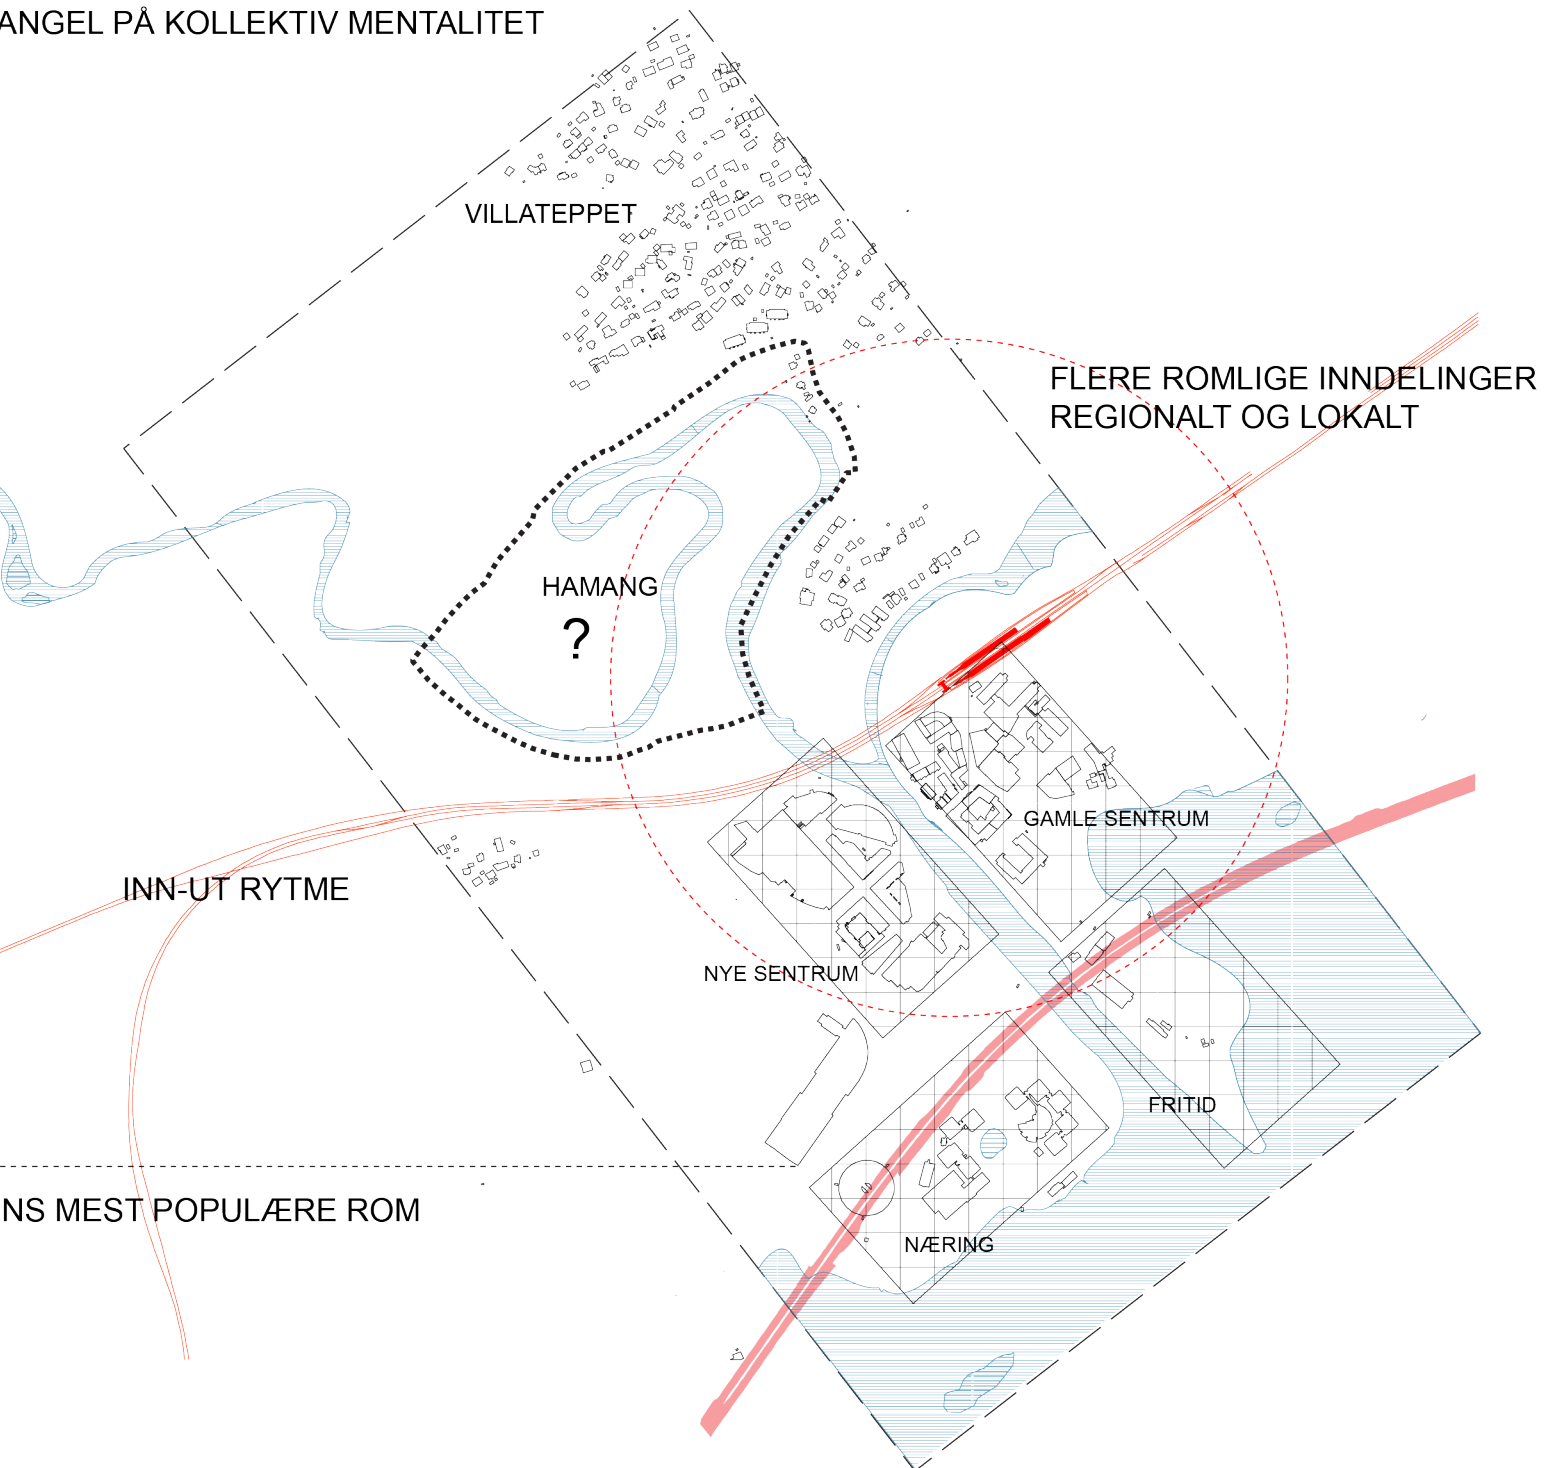 ANGEL PÅ KOLLEKTIV MENTALITET
VILLATEPPET
FLERE ROMLIGE INNDELINGER
REGIONALT OG LOKALT
HAMANG
?
GAMLE SENTRUM
INN-UT RYTME
NYE SENTRUM
FRITID
NS MEST POPULÆRE ROM
NÆRING